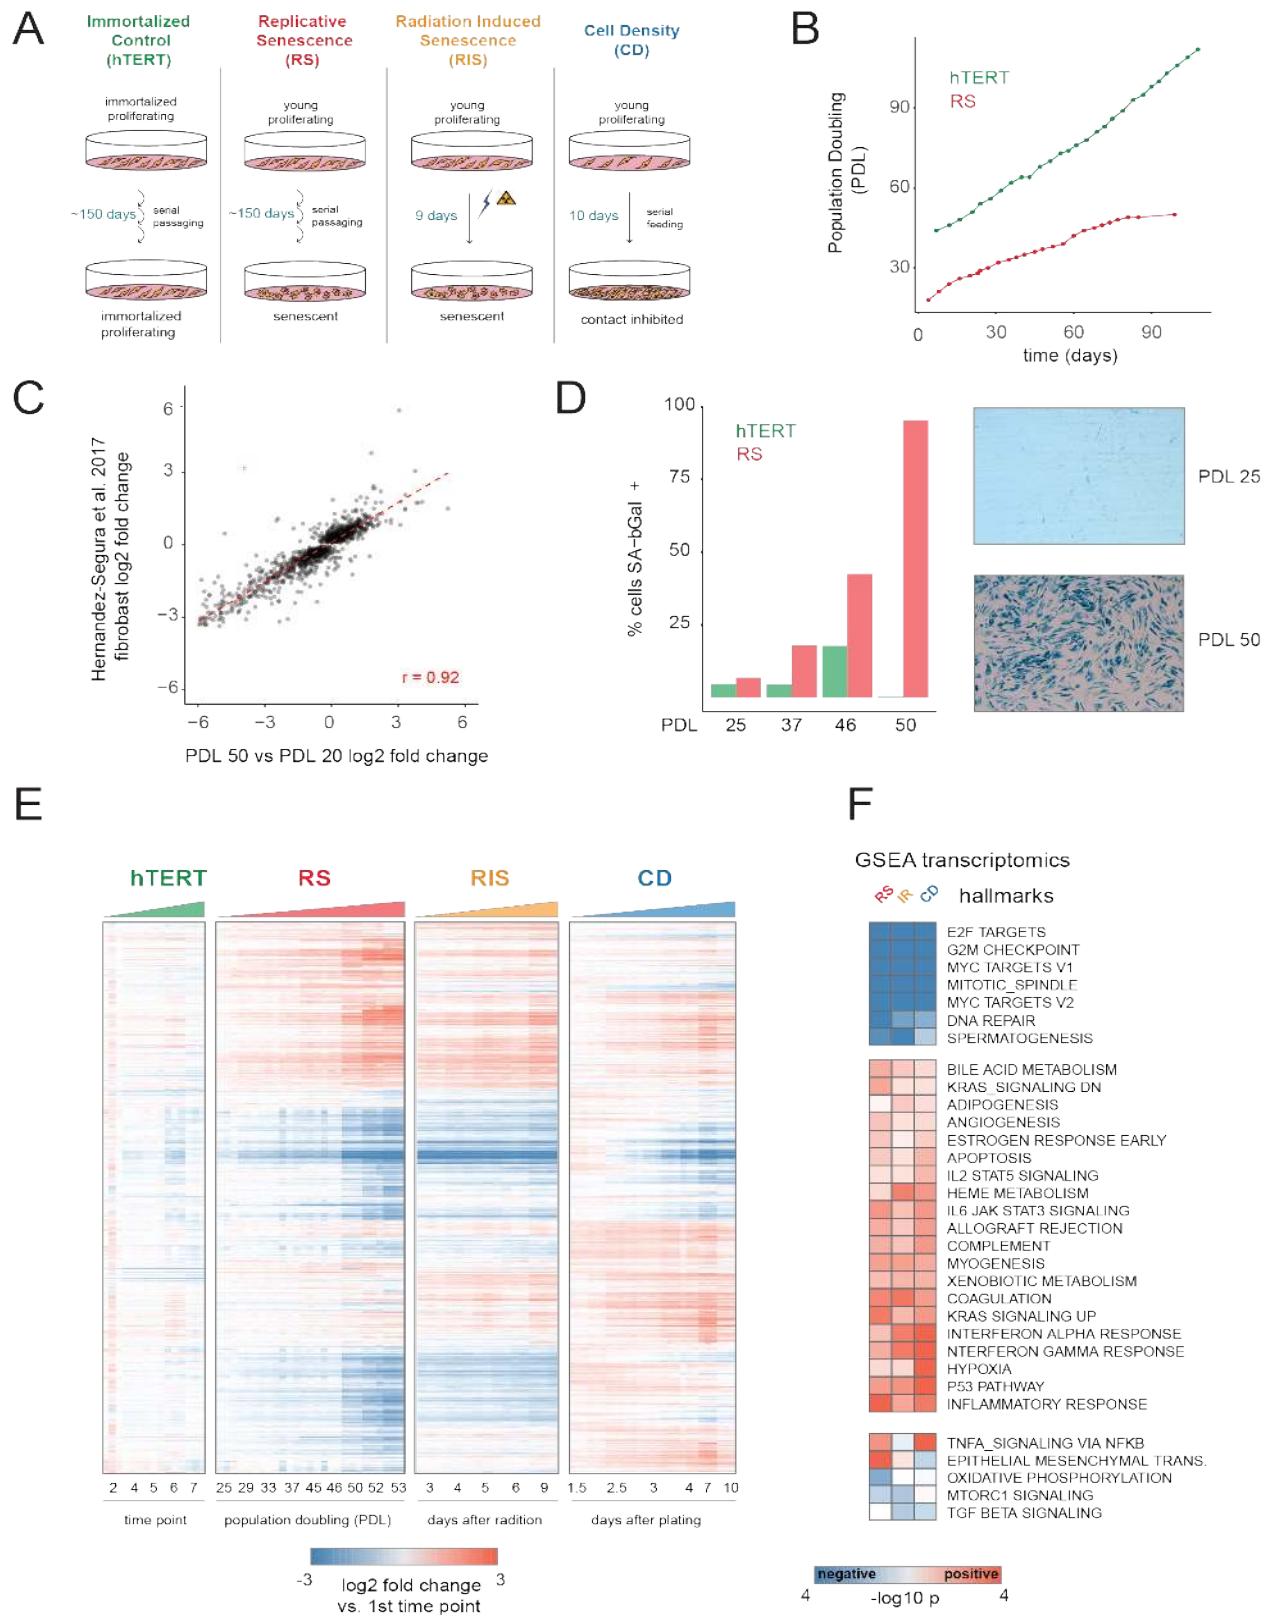 A
Immortalized
Control
(hTERT)
Replicative
Senescence
(RS)
Radiation Induced
Senescence
(RIS)
Cell Density
(CD)
immortalized
proliferating
young
proliferating
young
proliferating
young
proliferating
~150 days
serial
passaging
~150 days
serial
passaging
9 days
10 days
serial
feeding
immortalized
proliferating
senescent
senescent
contact inhibited
B
Population Doubling
(PDL)
hTERT
RS
90
60
30
0
30
60
90
time (days)
C
Hernandez-Segura et al. 2017
fibrobast log2 fold change
6
3
0
−3
−6
r = 0.92
−6
−3
0
3
6
PDL 50 vs PDL 20 log2 fold change
D
% cells SA−bGal +
100
75
50
25
hTERT
RS
PDL
25
37
46
50
PDL 25
PDL 50
E
hTERT
RS
RIS
CD
2 4 5 6 7
25 29 33 37 45 46 50 52 53
3 4 5 6 9
1.5 2.5 3 4 7 10
time point
population doubling (PDL)
days after radition
days after plating
-3
3
log2 fold change
vs. 1st time point
F
GSEA transcriptomics
RS IR CD hallmarks
E2F TARGETS
G2M CHECKPOINT
MYC TARGETS V1
MITOTIC_SPINDLE
MYC TARGETS V2
DNA REPAIR
SPERMATOGENESIS
BILE ACID METABOLISM
KRAS_SIGNALING DN
ADIPOGENESIS
ANGIOGENESIS
ESTROGEN RESPONSE EARLY
APOPTOSIS
IL2 STAT5 SIGNALING
HEME METABOLISM
IL6 JAK STAT3 SIGNALING
ALLOGRAFT REJECTION
COMPLEMENT
MYOGENESIS
XENOBIOTIC METABOLISM
COAGULATION
KRAS SIGNALING UP
INTERFERON ALPHA RESPONSE
NTERFERON GAMMA RESPONSE
HYPOXIA
P53 PATHWAY
INFLAMMATORY RESPONSE
TNFA_SIGNALING VIA NFKB
EPITHELIAL MESENCHYMAL TRANS.
OXIDATIVE PHOSPHORYLATION
MTORC1 SIGNALING
TGF BETA SIGNALING
negative
positive
4
-log10 p
4